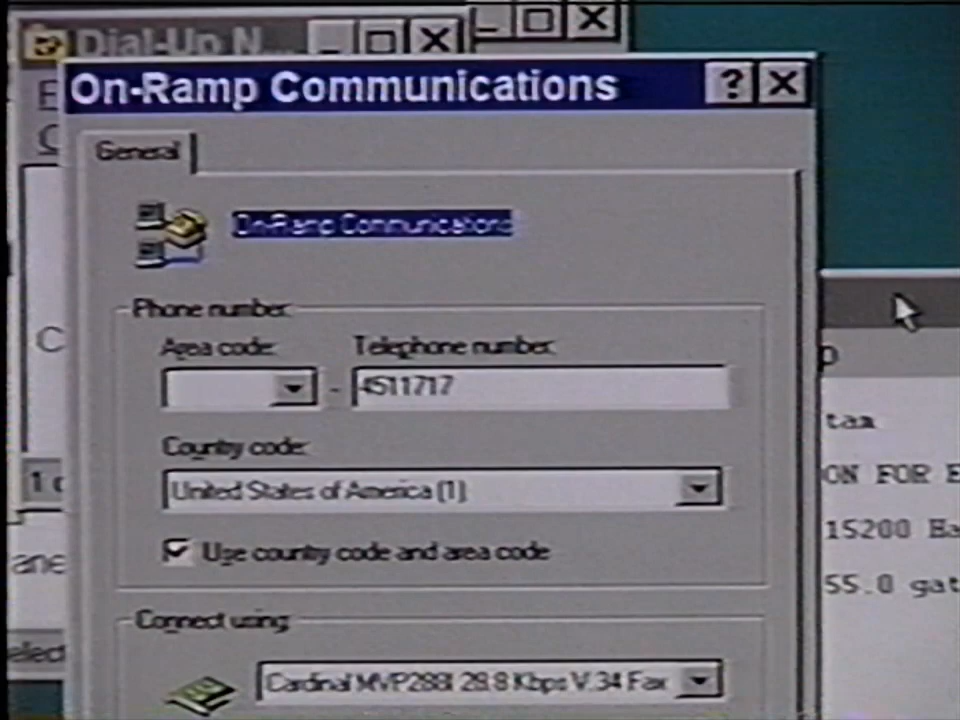 Dial-Up N...
On-Ramp Communications
General
On-Ramp Communications
Phone number:
Area code:
Telephone number:
4511717
Country code:
United States of America (1)
Use country code and area code
Connect using:
Cardinal MVP288I 28.8 Kbps V.34 Fax
ON FOR E
15200
55.0 gat